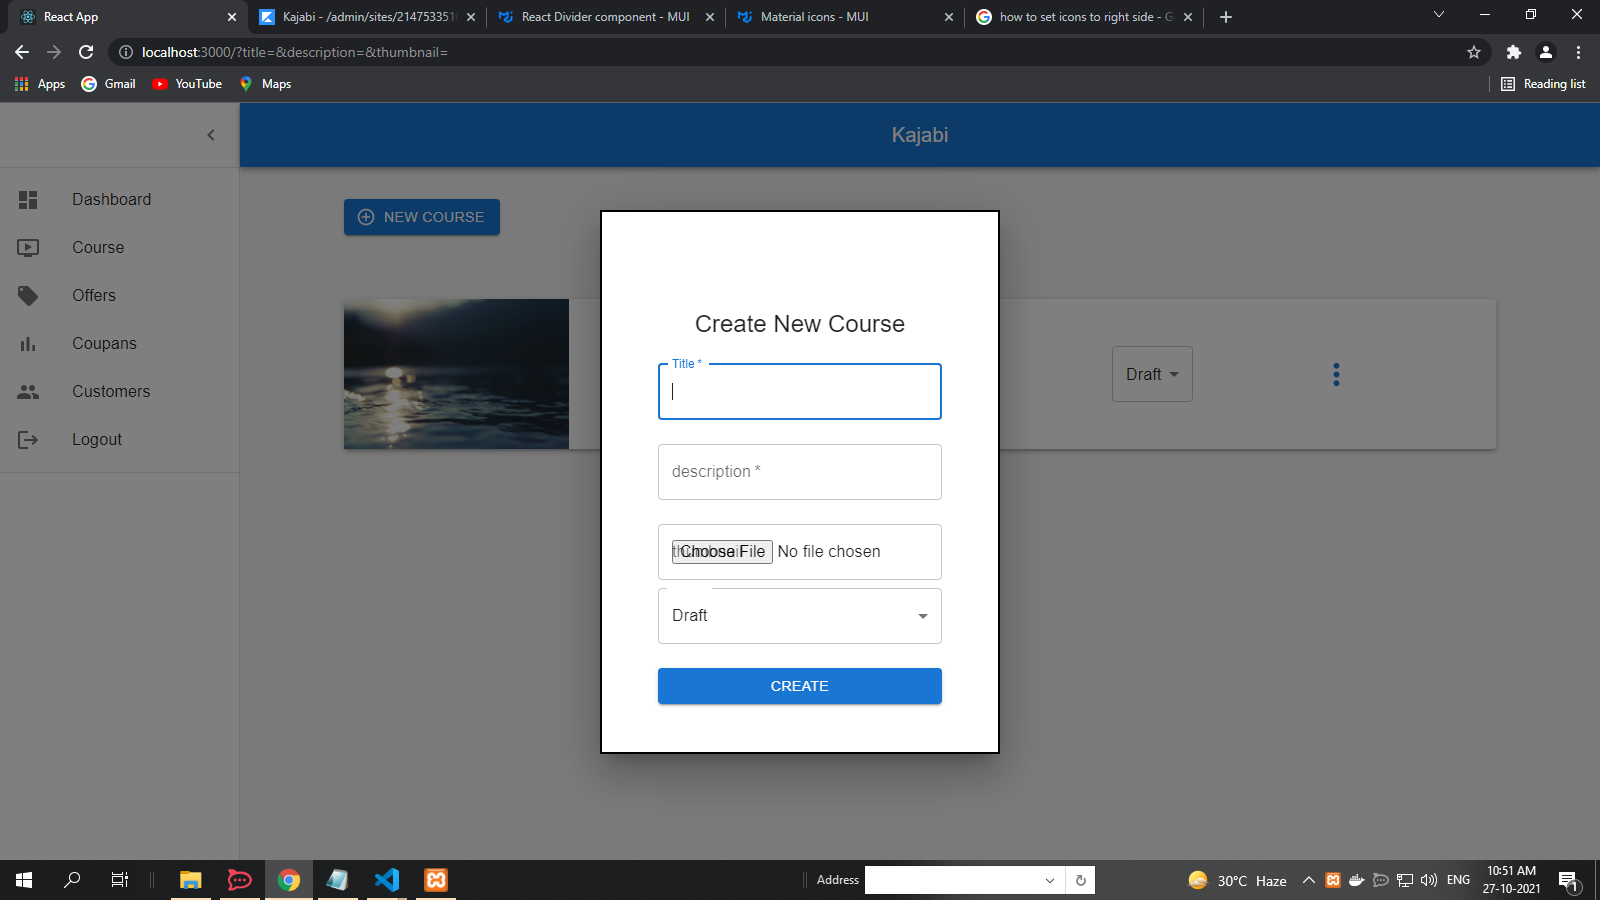 React App
Kajabi - /admin/sites/214753351
React Divider component - MUI
Material icons - MUI
how to set icons to right side - G
localhost:3000/?title=&description=&thumbnail=
Apps
Gmail
YouTube
Maps
Reading list
Kajabi
Dashboard
Course
Offers
Coupans
Customers
Logout
NEW COURSE
Create New Course
Title *
description *
thumbnail
Choose File No file chosen
Draft
CREATE
Draft
Address
30°C Haze
ENG
10:51 AM
27-10-2021
1